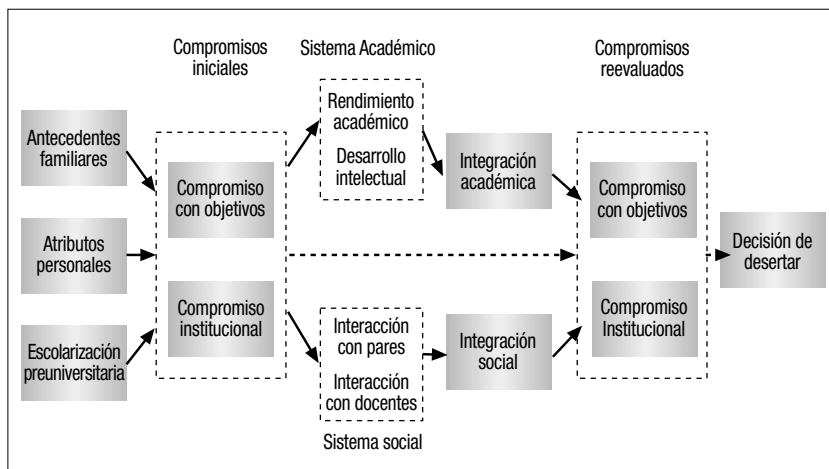 Compromisos
iniciales
Sistema Académico
Compromisos
reevaluados
Antecedentes
familiares
Atributos
personales
Escolarización
preuniversitaria
Compromiso
con objetivos
Compromiso
institucional
Rendimiento
académico
Desarrollo
intelectual
Interacción
con pares
Interacción
con docentes
Sistema social
Integración
académica
Integración
social
Compromiso
con objetivos
Compromiso
Institucional
Decisión de
desertar